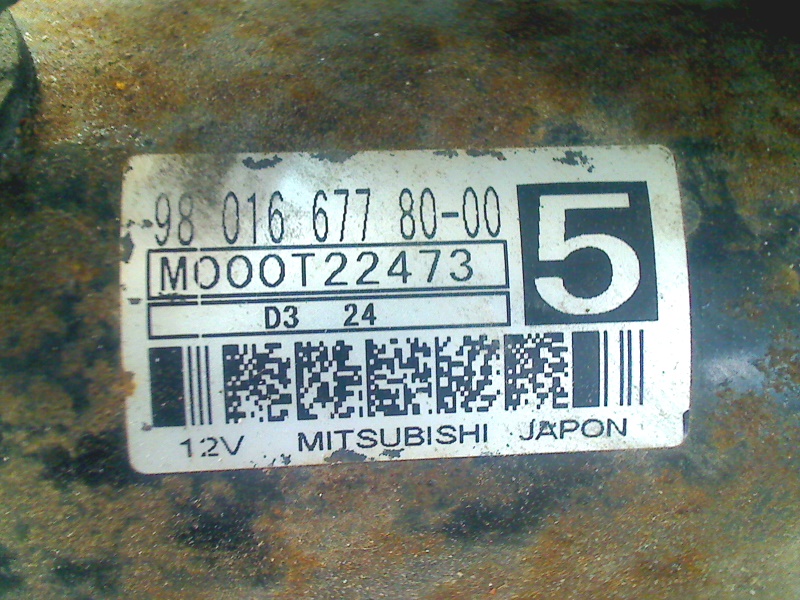 98 016 677 80-00
5
M000T22473
D3 24
12V MITSUBISHI JAPON